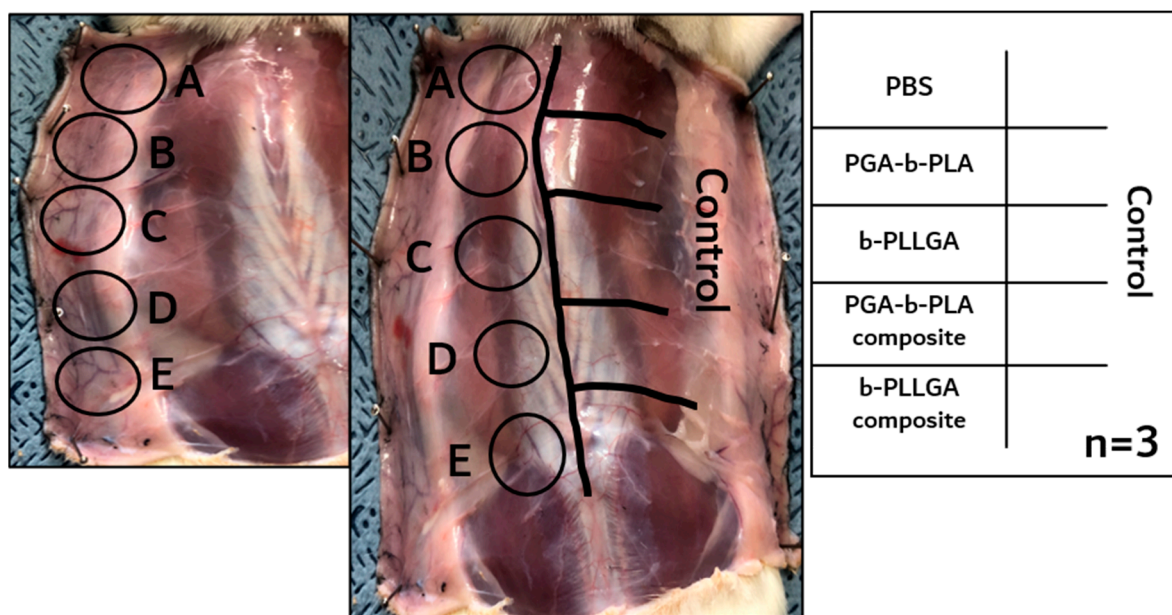 A
B
C
D
E
A
B
C
D
E
Control
PBS
PGA-b-PLA
b-PLLGA
PGA-b-PLA
composite
b-PLLGA
composite
Control
n=3